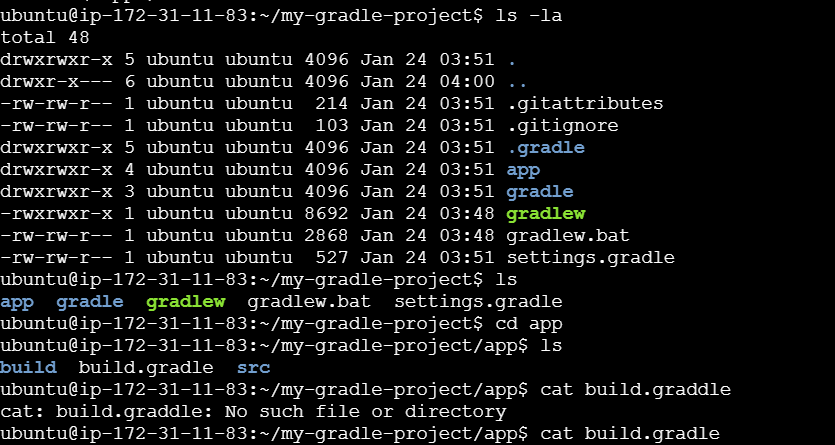 ubuntu@ip-172-31-11-83:~/my-gradle-project$ ls -la
total 48
drwxrwxr-x 5 ubuntu ubuntu 4096 Jan 24 03:51 .
drwxr-x--- 6 ubuntu ubuntu 4096 Jan 24 04:00 ..
-rw-rw-r-- 1 ubuntu ubuntu  214 Jan 24 03:51 .gitattributes
-rw-rw-r-- 1 ubuntu ubuntu  103 Jan 24 03:51 .gitignore
drwxrwxr-x 5 ubuntu ubuntu 4096 Jan 24 03:51 .gradle
drwxrwxr-x 4 ubuntu ubuntu 4096 Jan 24 03:51 app
drwxrwxr-x 3 ubuntu ubuntu 4096 Jan 24 03:51 gradle
-rwxrwxr-x 1 ubuntu ubuntu 8692 Jan 24 03:48 gradlew
-rw-rw-r-- 1 ubuntu ubuntu 2868 Jan 24 03:48 gradlew.bat
-rw-rw-r-- 1 ubuntu ubuntu  527 Jan 24 03:51 settings.gradle
ubuntu@ip-172-31-11-83:~/my-gradle-project$ ls
app  gradle  gradlew  gradlew.bat  settings.gradle
ubuntu@ip-172-31-11-83:~/my-gradle-project$ cd app
ubuntu@ip-172-31-11-83:~/my-gradle-project/app$ ls
build  build.gradle  src
ubuntu@ip-172-31-11-83:~/my-gradle-project/app$ cat build.graddle
cat: build.graddle: No such file or directory
ubuntu@ip-172-31-11-83:~/my-gradle-project/app$ cat build.gradle